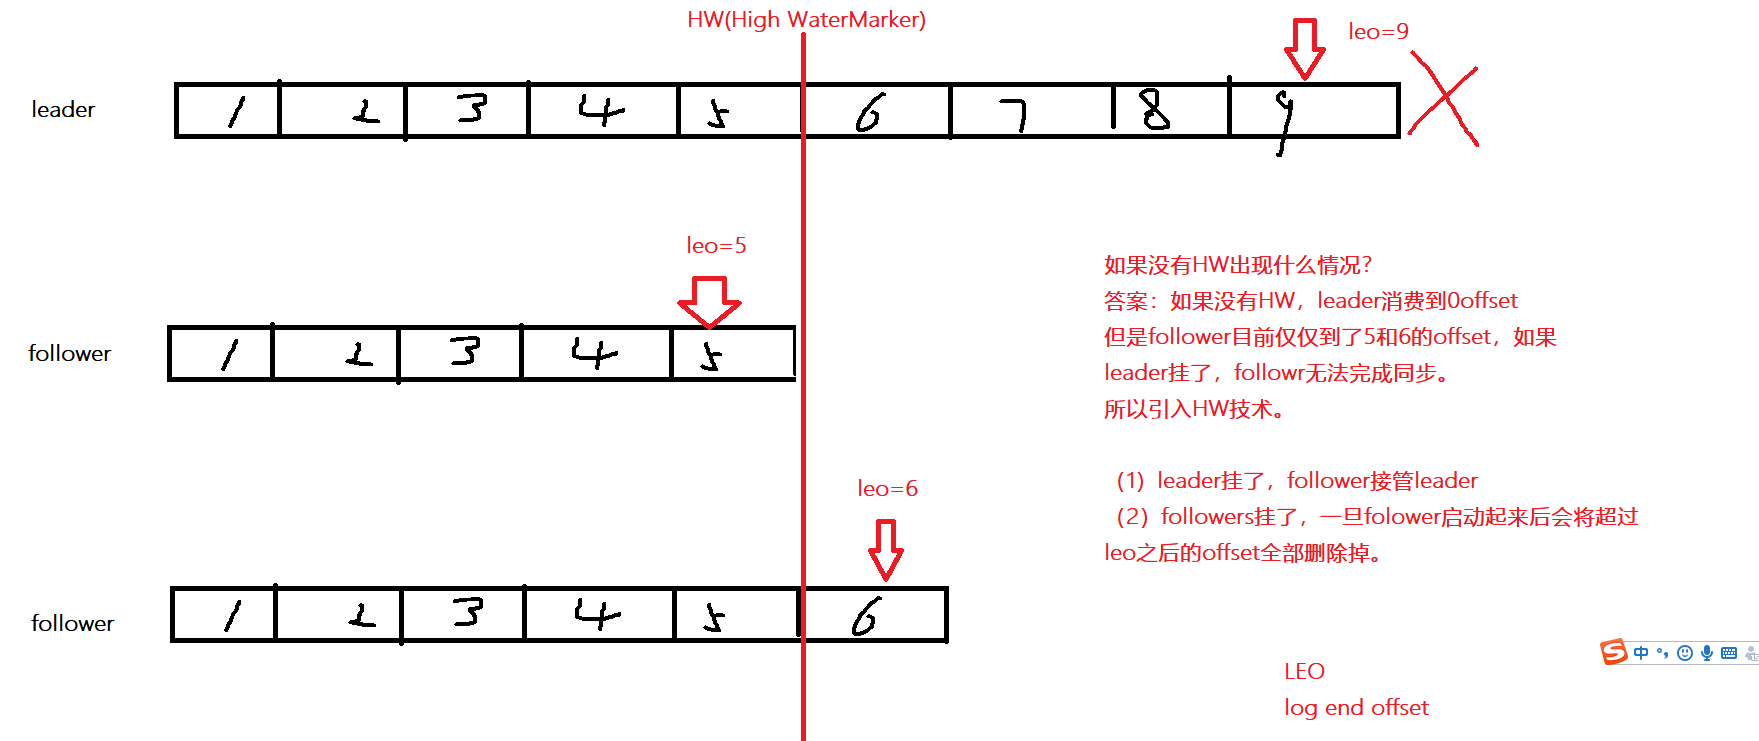 HW(High WaterMarker)
leo=9
leader
1 2 3 4 5 6 7 8 9
leo=5
follower
1 2 3 4 5
如果没有HW出现什么情况？
答案：如果没有HW，leader消费到0offset
但是follower目前仅仅到了5和6的offset，如果
leader挂了，followr无法完成同步。
所以引入HW技术。
（1）leader挂了，follower接管leader
（2）followers挂了，一旦folower启动起来后会将超过
leo之后的offset全部删除掉。
leo=6
follower
1 2 3 4 5 6
中
LEO
log end offset